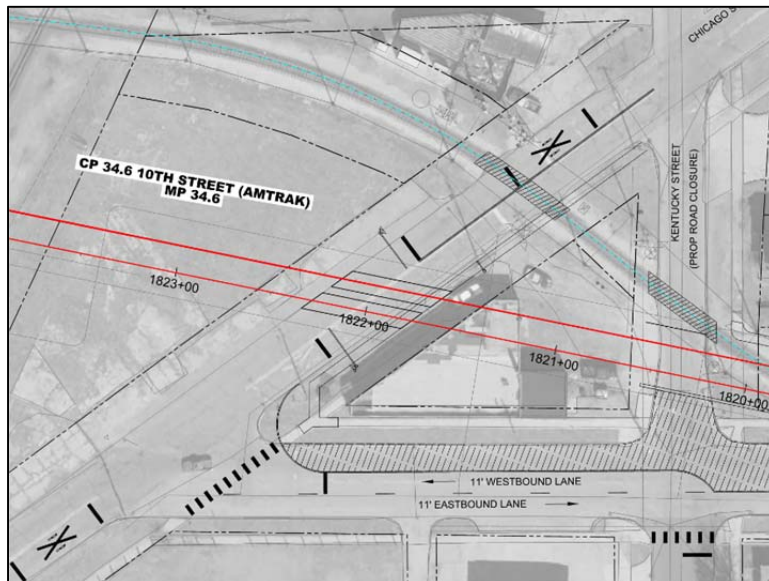 CHICAGO S
CP 34.6 10TH STREET (AMTRAK)
MP 34.6
KENTUCKY STREET
(PROP ROAD CLOSURE)
1823+00
1822+00
1821+00
1820+00
11' WESTBOUND LANE
11' EASTBOUND LANE